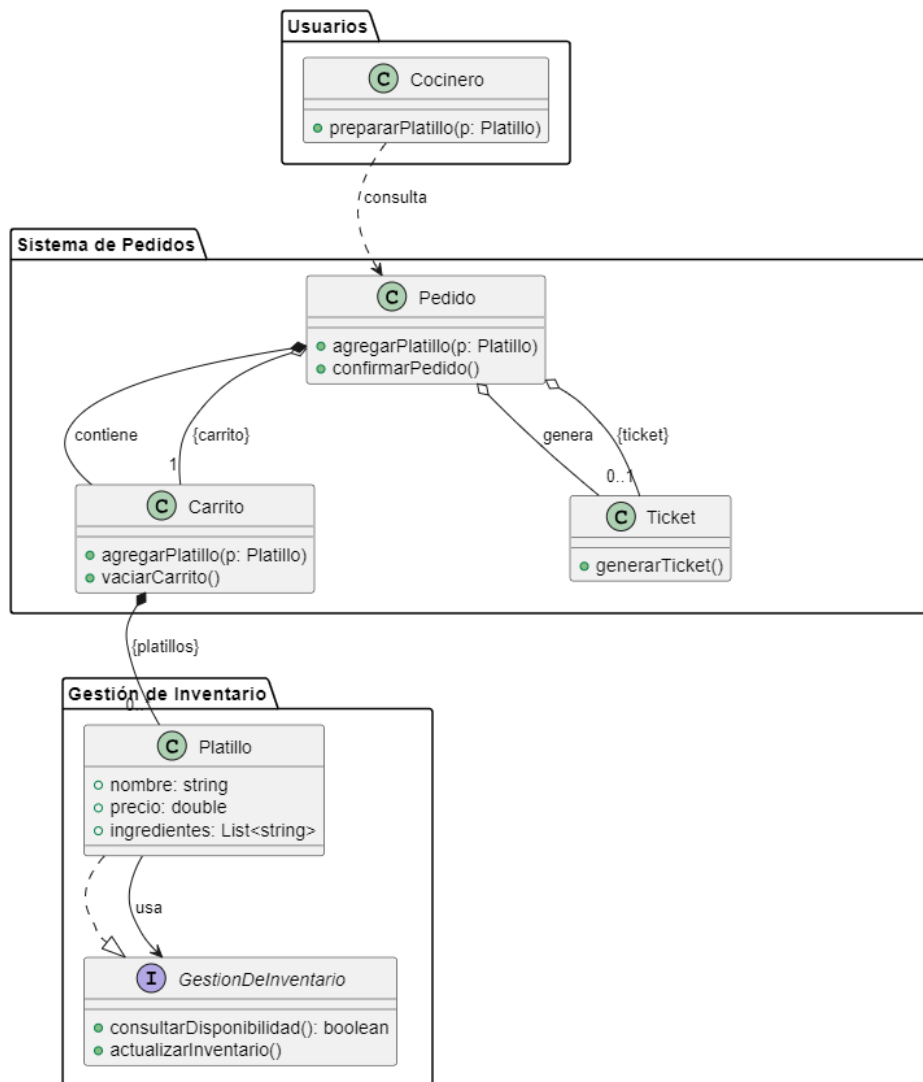 Usuarios
C Cocinero
prepararPlatillo(p: Platillo)
consulta
Sistema de Pedidos
C Pedido
agregarPlatillo(p: Platillo)
confirmarPedido()
contiene
{carrito}
genera
{ticket}
1
0..1
C Carrito
agregarPlatillo(p: Platillo)
vaciarCarrito()
C Ticket
generarTicket()
{platillos}
Gestión de Inventario
C Platillo
nombre: string
precio: double
ingredientes: List<string>
usa
I GestionDeInventario
consultarDisponibilidad(): boolean
actualizarInventario()